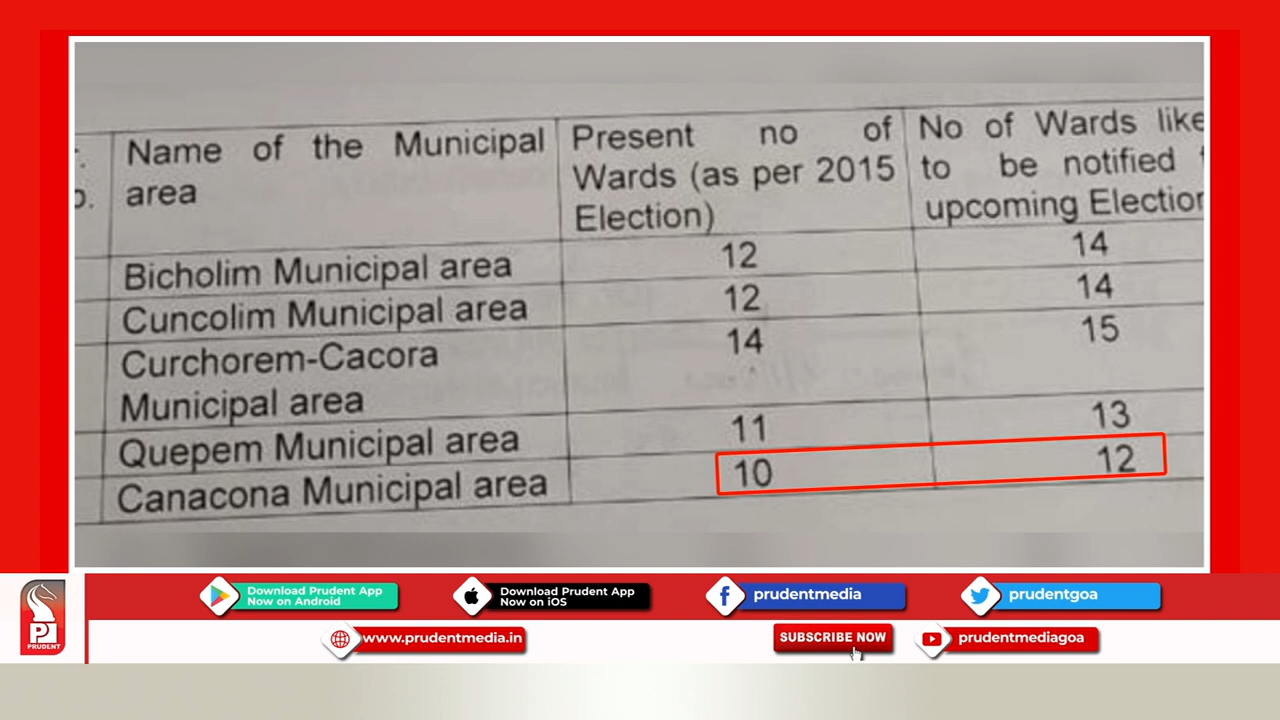 Name of the Municipal
area
Present no of
Wards (as per 2015
Election)
No of Wards
to be notified
upcoming
Bicholim Municipal area 12 14
Cuncolim Municipal area 12 14
Curchorem-Cacora
Municipal area 14 15
Quepem Municipal area 11 13
Canacona Municipal area 10 12
Download Prudent App
Now on Android
Download Prudent App
Now on iOS
prudentmedia
prudentgoa
PRUDENT
www.prudentmedia.in
SUBSCRIBE NOW
prudentmediagoa